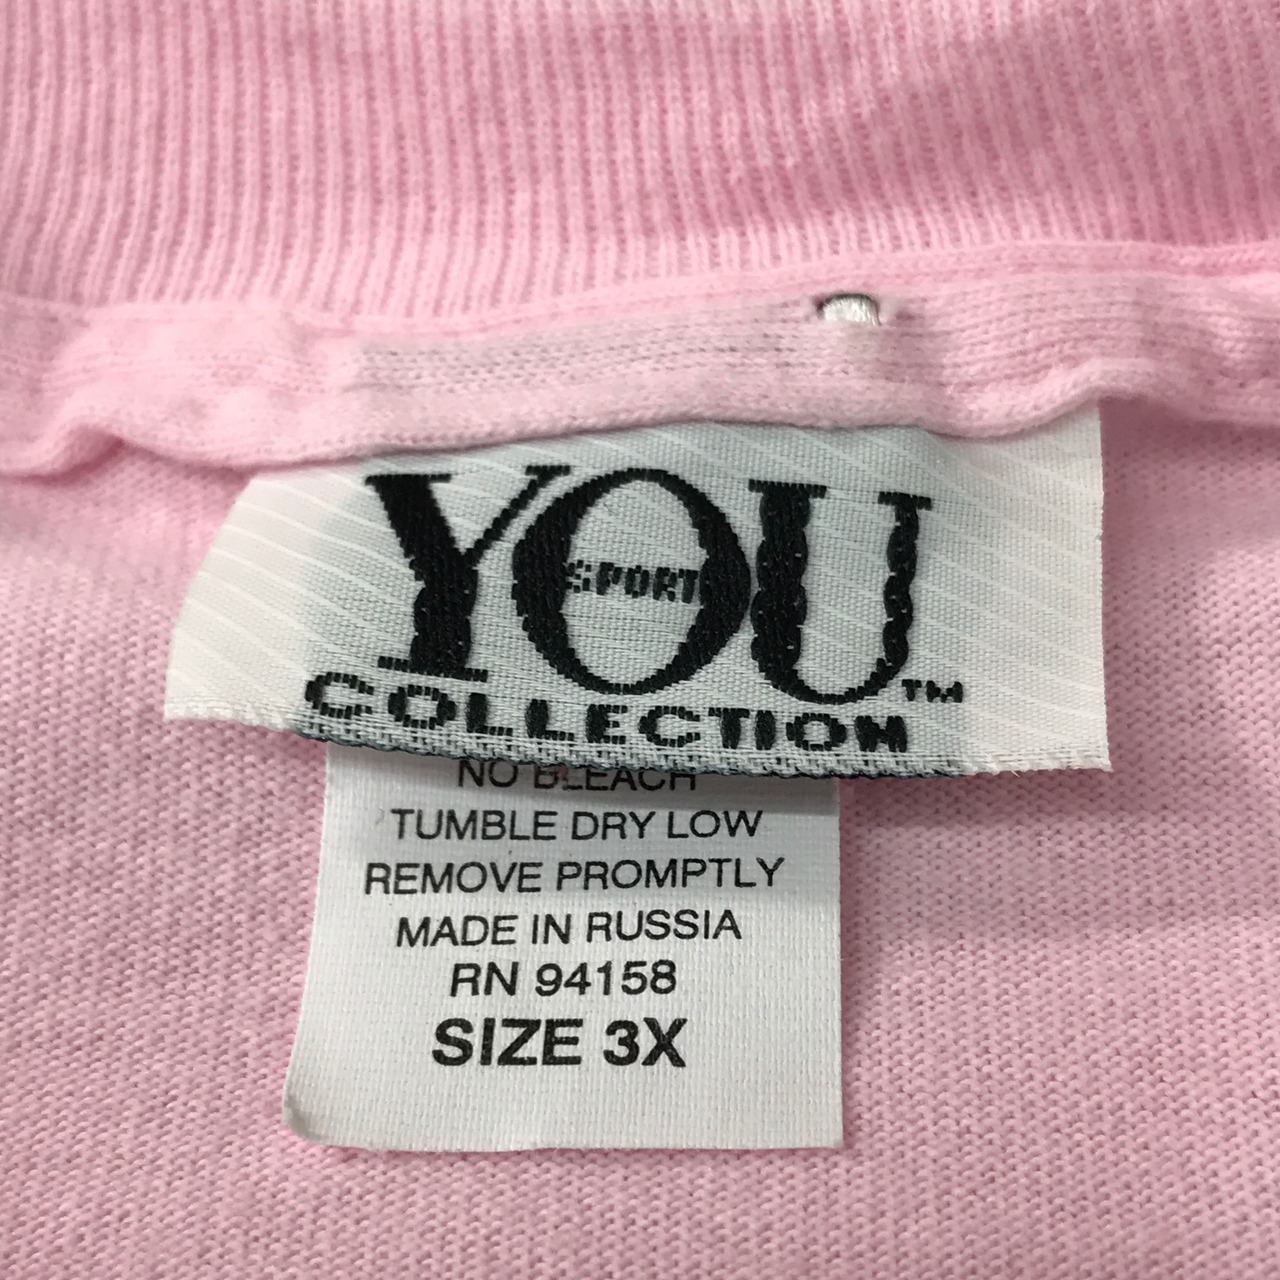 YOU
SPORT
COLLECTION™
NO BLEACH
TUMBLE DRY LOW
REMOVE PROMPTLY
MADE IN RUSSIA
RN 94158
SIZE 3X